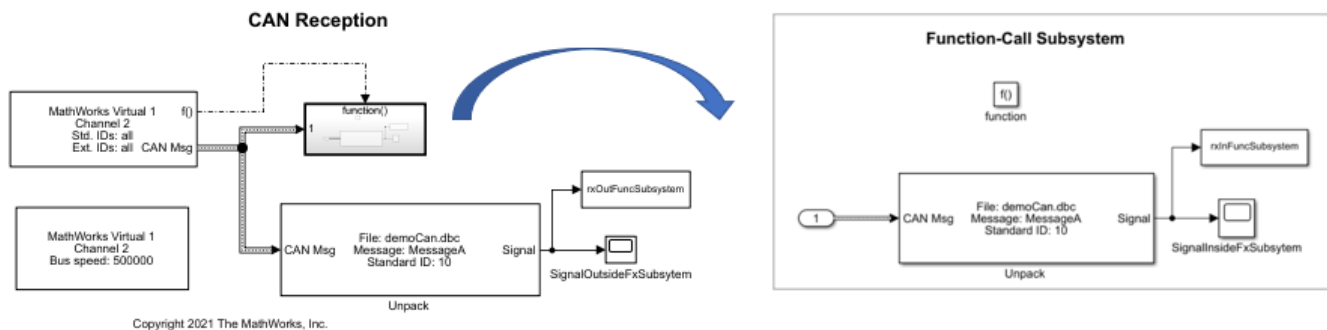 CAN Reception
MathWorks Virtual 1
Channel 2
Std. IDs: all
Ext. IDs: all
f()
CAN Msg
function()
1
rxOutFuncSubsystem
MathWorks Virtual 1
Channel 2
Bus speed: 500000
CAN Msg
File: demoCan.dbc
Message: MessageA
Standard ID: 10
Signal
SignalOutsideFxSubsytem
Unpack
Copyright 2021 The MathWorks, Inc.
Function-Call Subsystem
f()
function
rxInFuncSubsystem
1
CAN Msg
File: demoCan.dbc
Message: MessageA
Standard ID: 10
Signal
SignalInsideFxSubsytem
Unpack